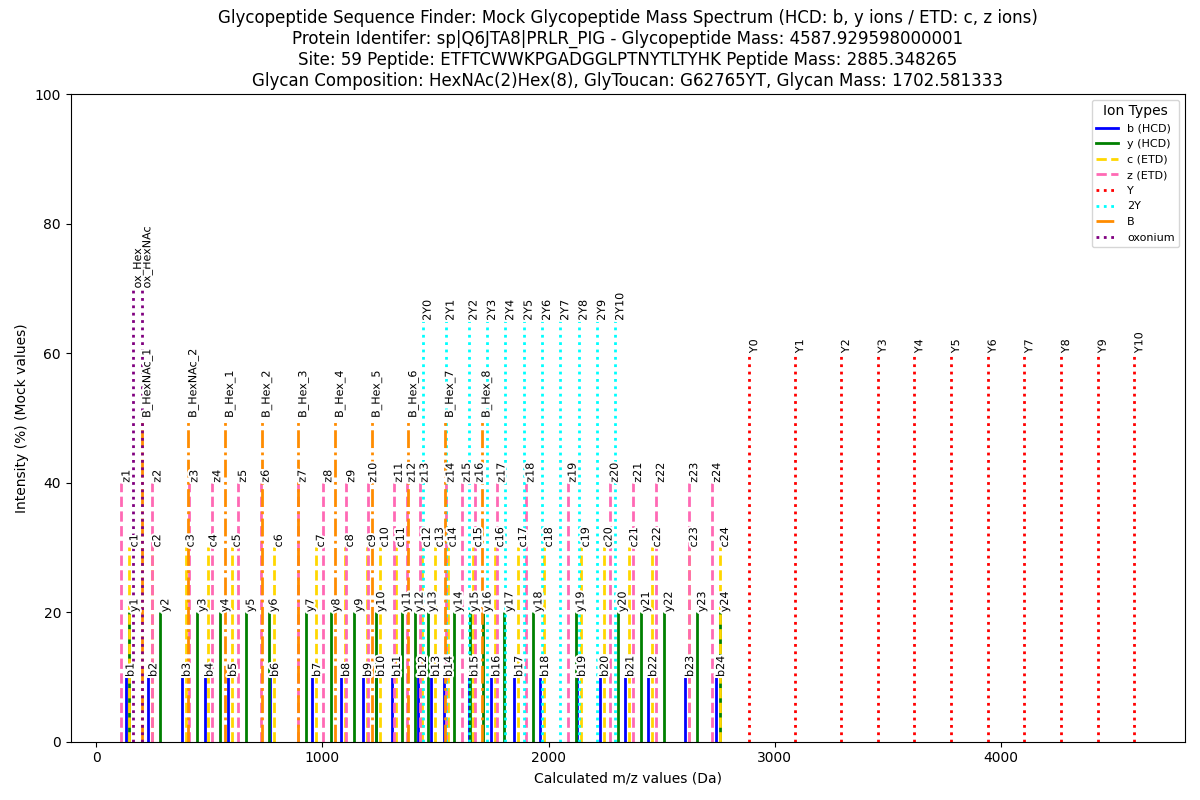 Glycopeptide Sequence Finder: Mock Glycopeptide Mass Spectrum (HCD: b, y ions / ETD: c, z ions)
Protein Identifer: sp|Q6JTA8|PRLR_PIG - Glycopeptide Mass: 4587.929598000001
Site: 59 Peptide: ETFTCWWKPGADGGLPTNYTLTYHK Peptide Mass: 2885.348265
Glycan Composition: HexNAc(2)Hex(8), GlyToucan: G62765YT, Glycan Mass: 1702.581333
100
80
60
40
20
0
Intensity (%) (Mock values)
Ion Types
b (HCD)
y (HCD)
c (ETD)
z (ETD)
Y
2Y
B
oxonium
ox_Hex
ox_HexNAc
2Y0 2Y1 2Y2 2Y3 2Y4 2Y5 2Y6 2Y7 2Y8 2Y9 2Y10
Y0 Y1 Y2 Y3 Y4 Y5 Y6 Y7 Y8 Y9 Y10
B_HexNAc_1 B_HexNAc_2 B_Hex_1 B_Hex_2 B_Hex_3 B_Hex_4 B_Hex_5 B_Hex_6 B_Hex_7 B_Hex_8
z1 z2 z3 z4 z5 z6 z7 z8 z9 z10 z11 z12 z13 z14 z15 z16 z17 z18 z19 z20 z21 z22 z23 z24
c1 c2 c3 c4 c5 c6 c7 c8 c9 c10 c11 c12 c13 c14 c15 c16 c17 c18 c19 c20 c21 c22 c23 c24
y1 y2 y3 y4 y5 y6 y7 y8 y9 y10 y11 y12 y13 y14 y15 y16 y17 y18 y19 y20 y21 y22 y23 y24
b1 b2 b3 b4 b5 b6 b7 b8 b9 b10 b11 b12 b13 b14 b15 b16 b17 b18 b19 b20 b21 b22 b23 b24
0 1000 2000 3000 4000
Calculated m/z values (Da)